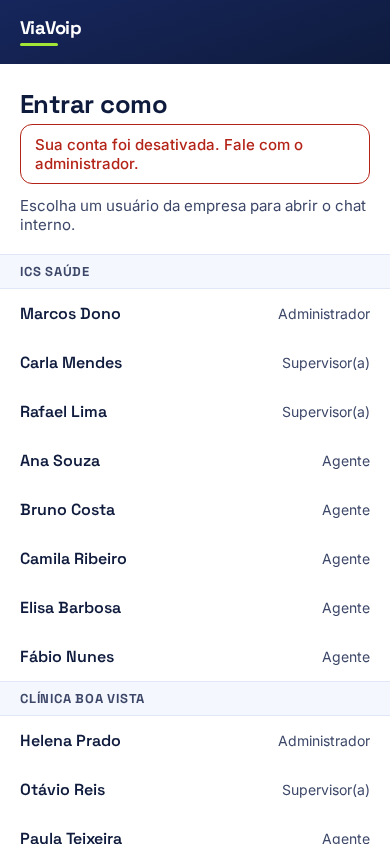 ViaVoip
Entrar como
Sua conta foi desativada. Fale com o
administrador.
Escolha um usuário da empresa para abrir o chat
interno.
ICS SAÚDE
Marcos Dono Administrador
Carla Mendes Supervisor(a)
Rafael Lima Supervisor(a)
Ana Souza Agente
Bruno Costa Agente
Camila Ribeiro Agente
Elisa Barbosa Agente
Fábio Nunes Agente
CLÍNICA BOA VISTA
Helena Prado Administrador
Otávio Reis Supervisor(a)
Paula Teixeira Agente